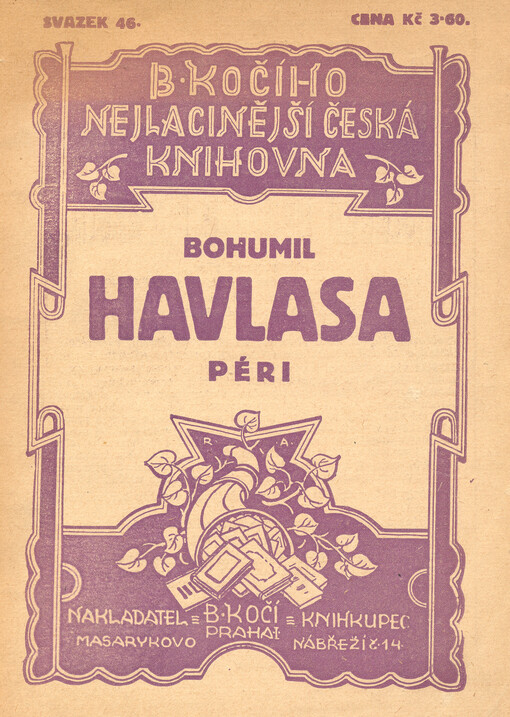 SVAZEK 46.
CENA Kč 3·60.
B·KOČÍHO
NEJLACINĚJŠÍ ČESKÁ
KNIHOVNA
BOHUMIL
HAVLASA
PÉRI
R. A.
NAKLADATEL = B·KOČÍ = KNIHKUPEC
PRAHA I.
MASARYKOVO NÁBŘEŽÍ č·14·